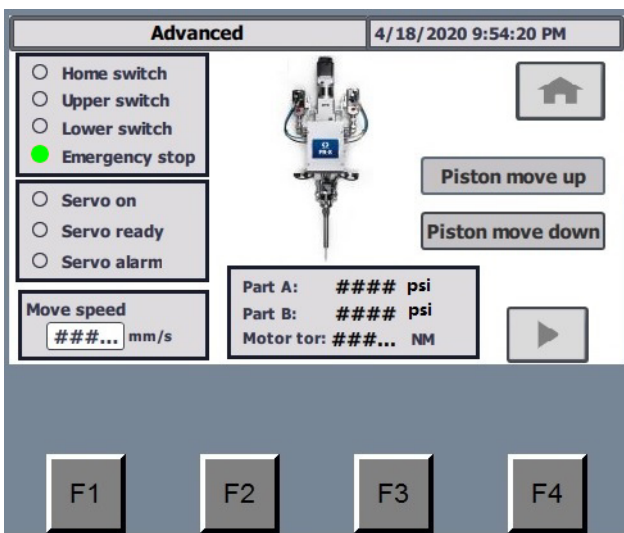 Advanced
4/18/2020 9:54:20 PM
Home switch
Upper switch
Lower switch
Emergency stop
Servo on
Servo ready
Servo alarm
Move speed
###... mm/s
PR-X
Piston move up
Piston move down
Part A: #### psi
Part B: #### psi
Motor tor: ###... NM
F1 F2 F3 F4